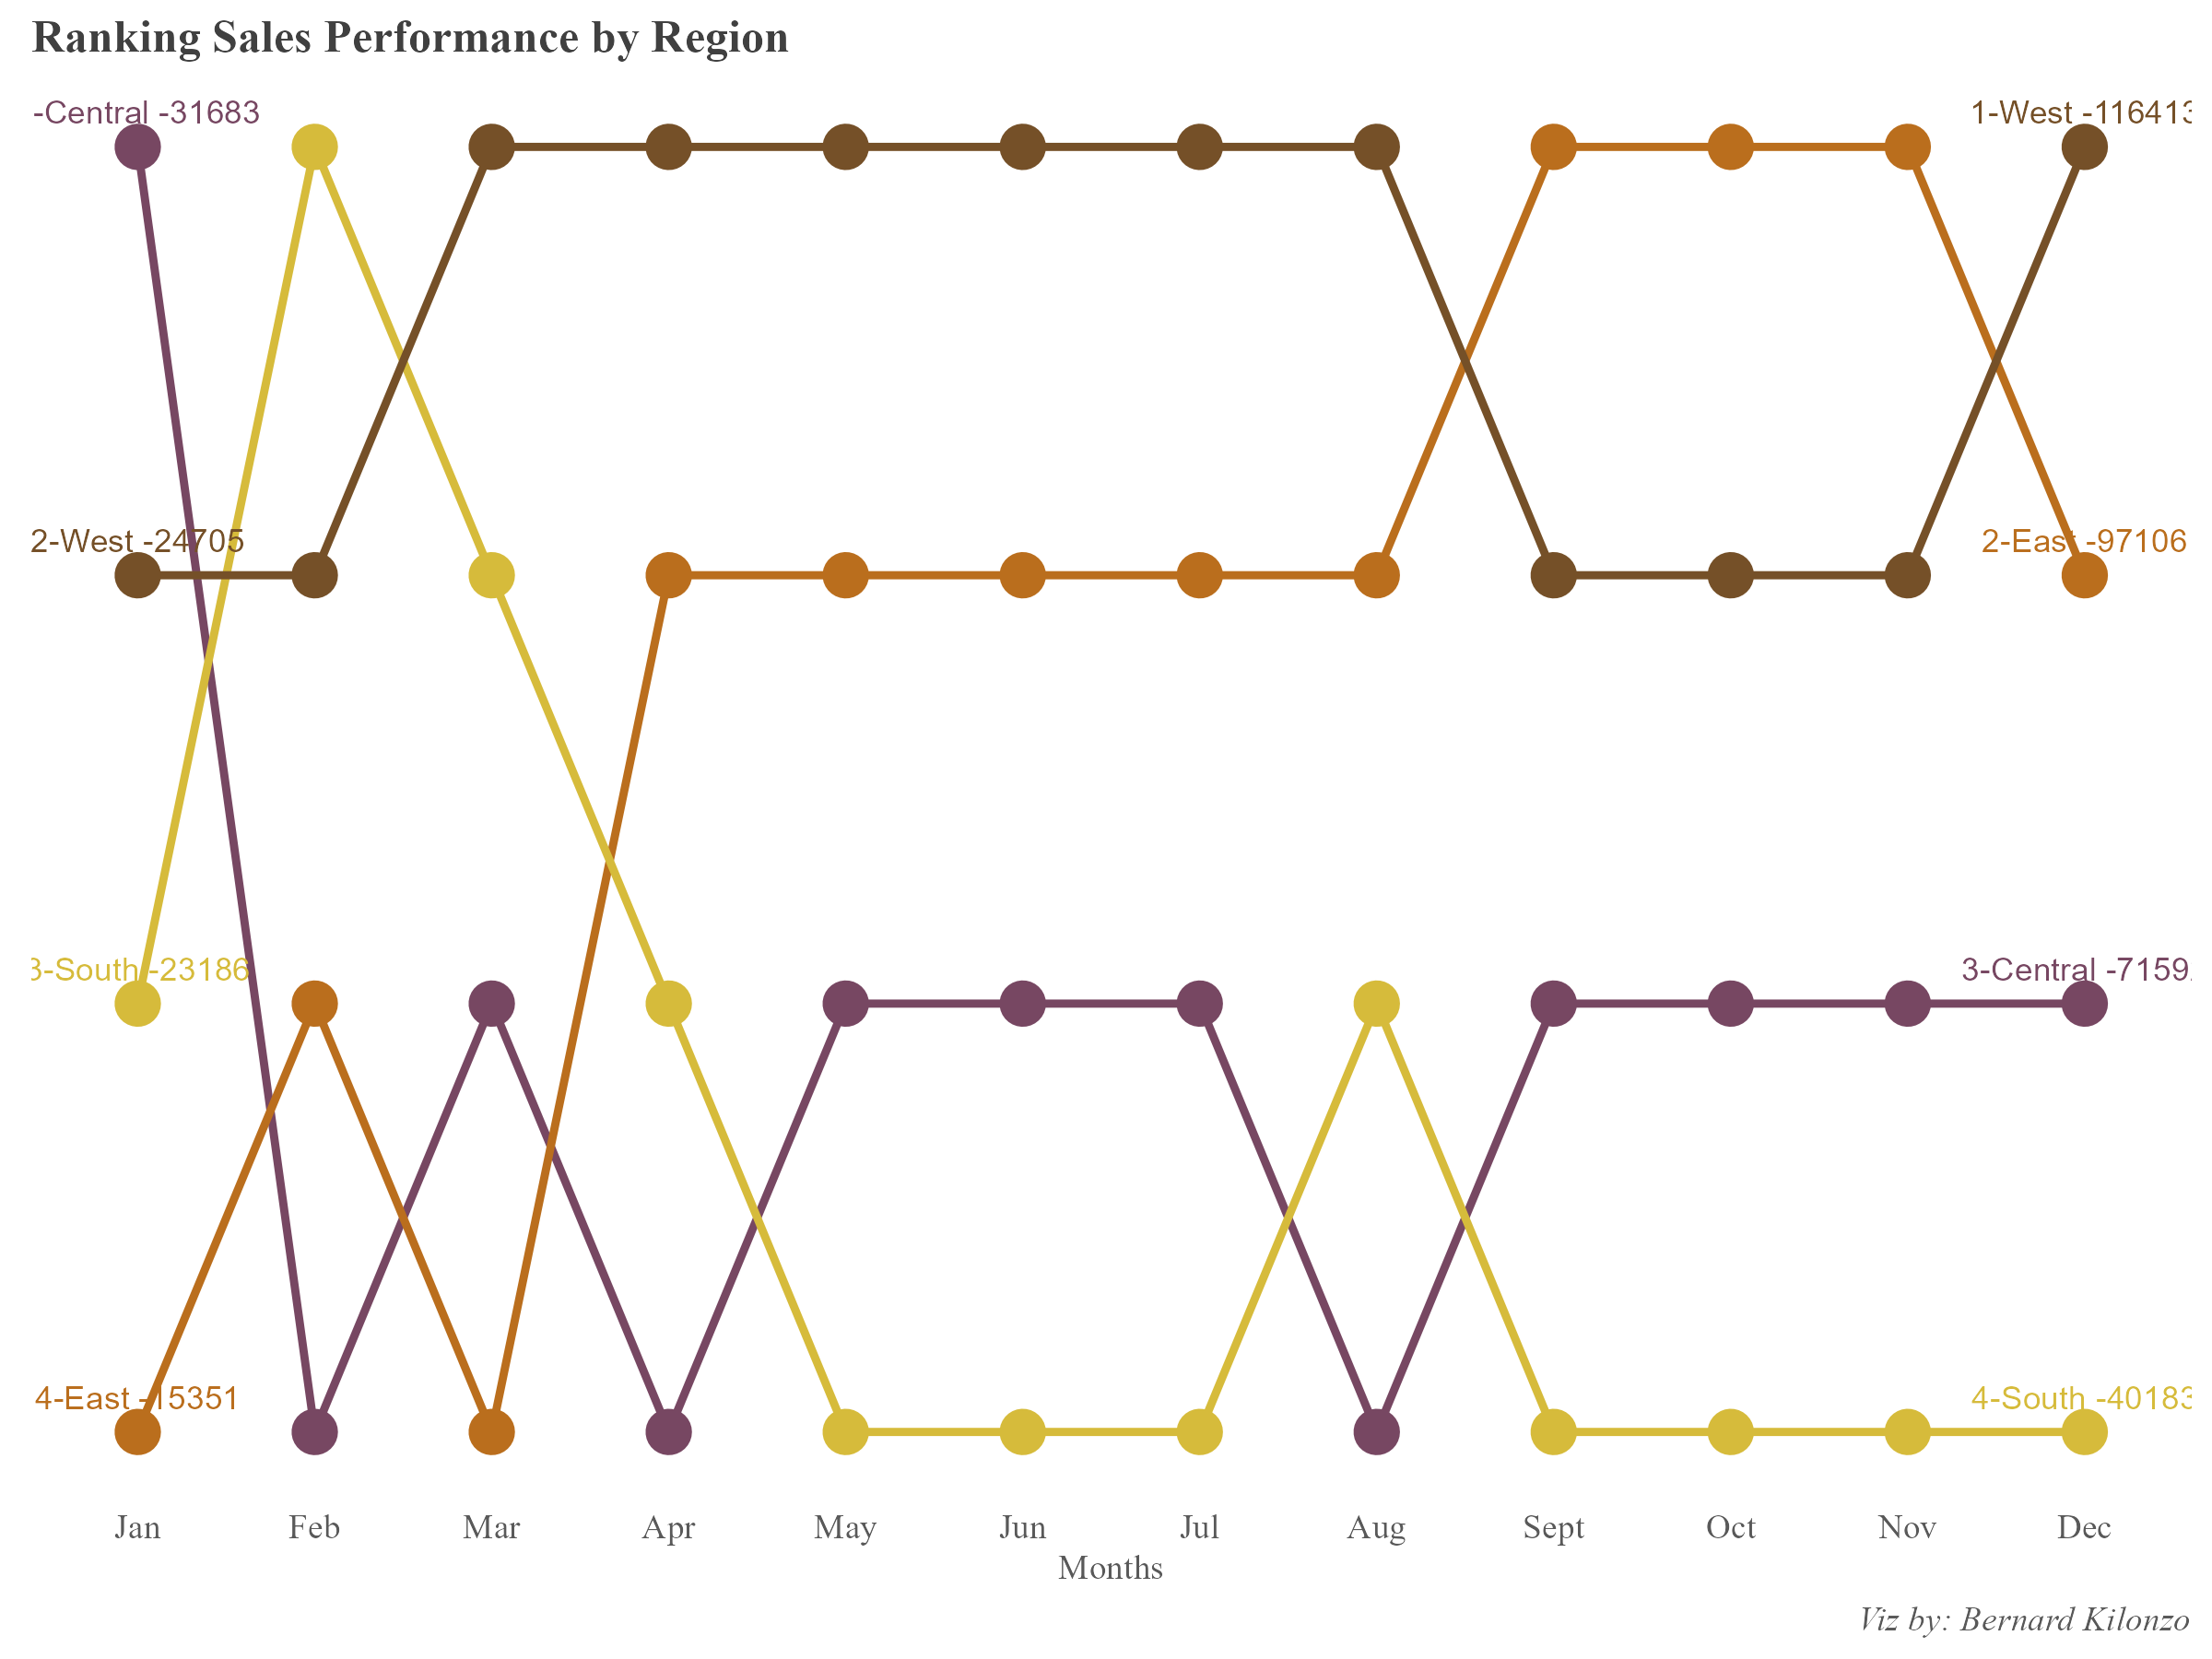 Ranking Sales Performance by Region
-Central -31683
1-West -116413
2-West -24705
2-East -97106
3-South -23186
3-Central -7159
4-East -15351
4-South -40183
Jan Feb Mar Apr May Jun Jul Aug Sept Oct Nov Dec
Months
Viz by: Bernard Kilonzo